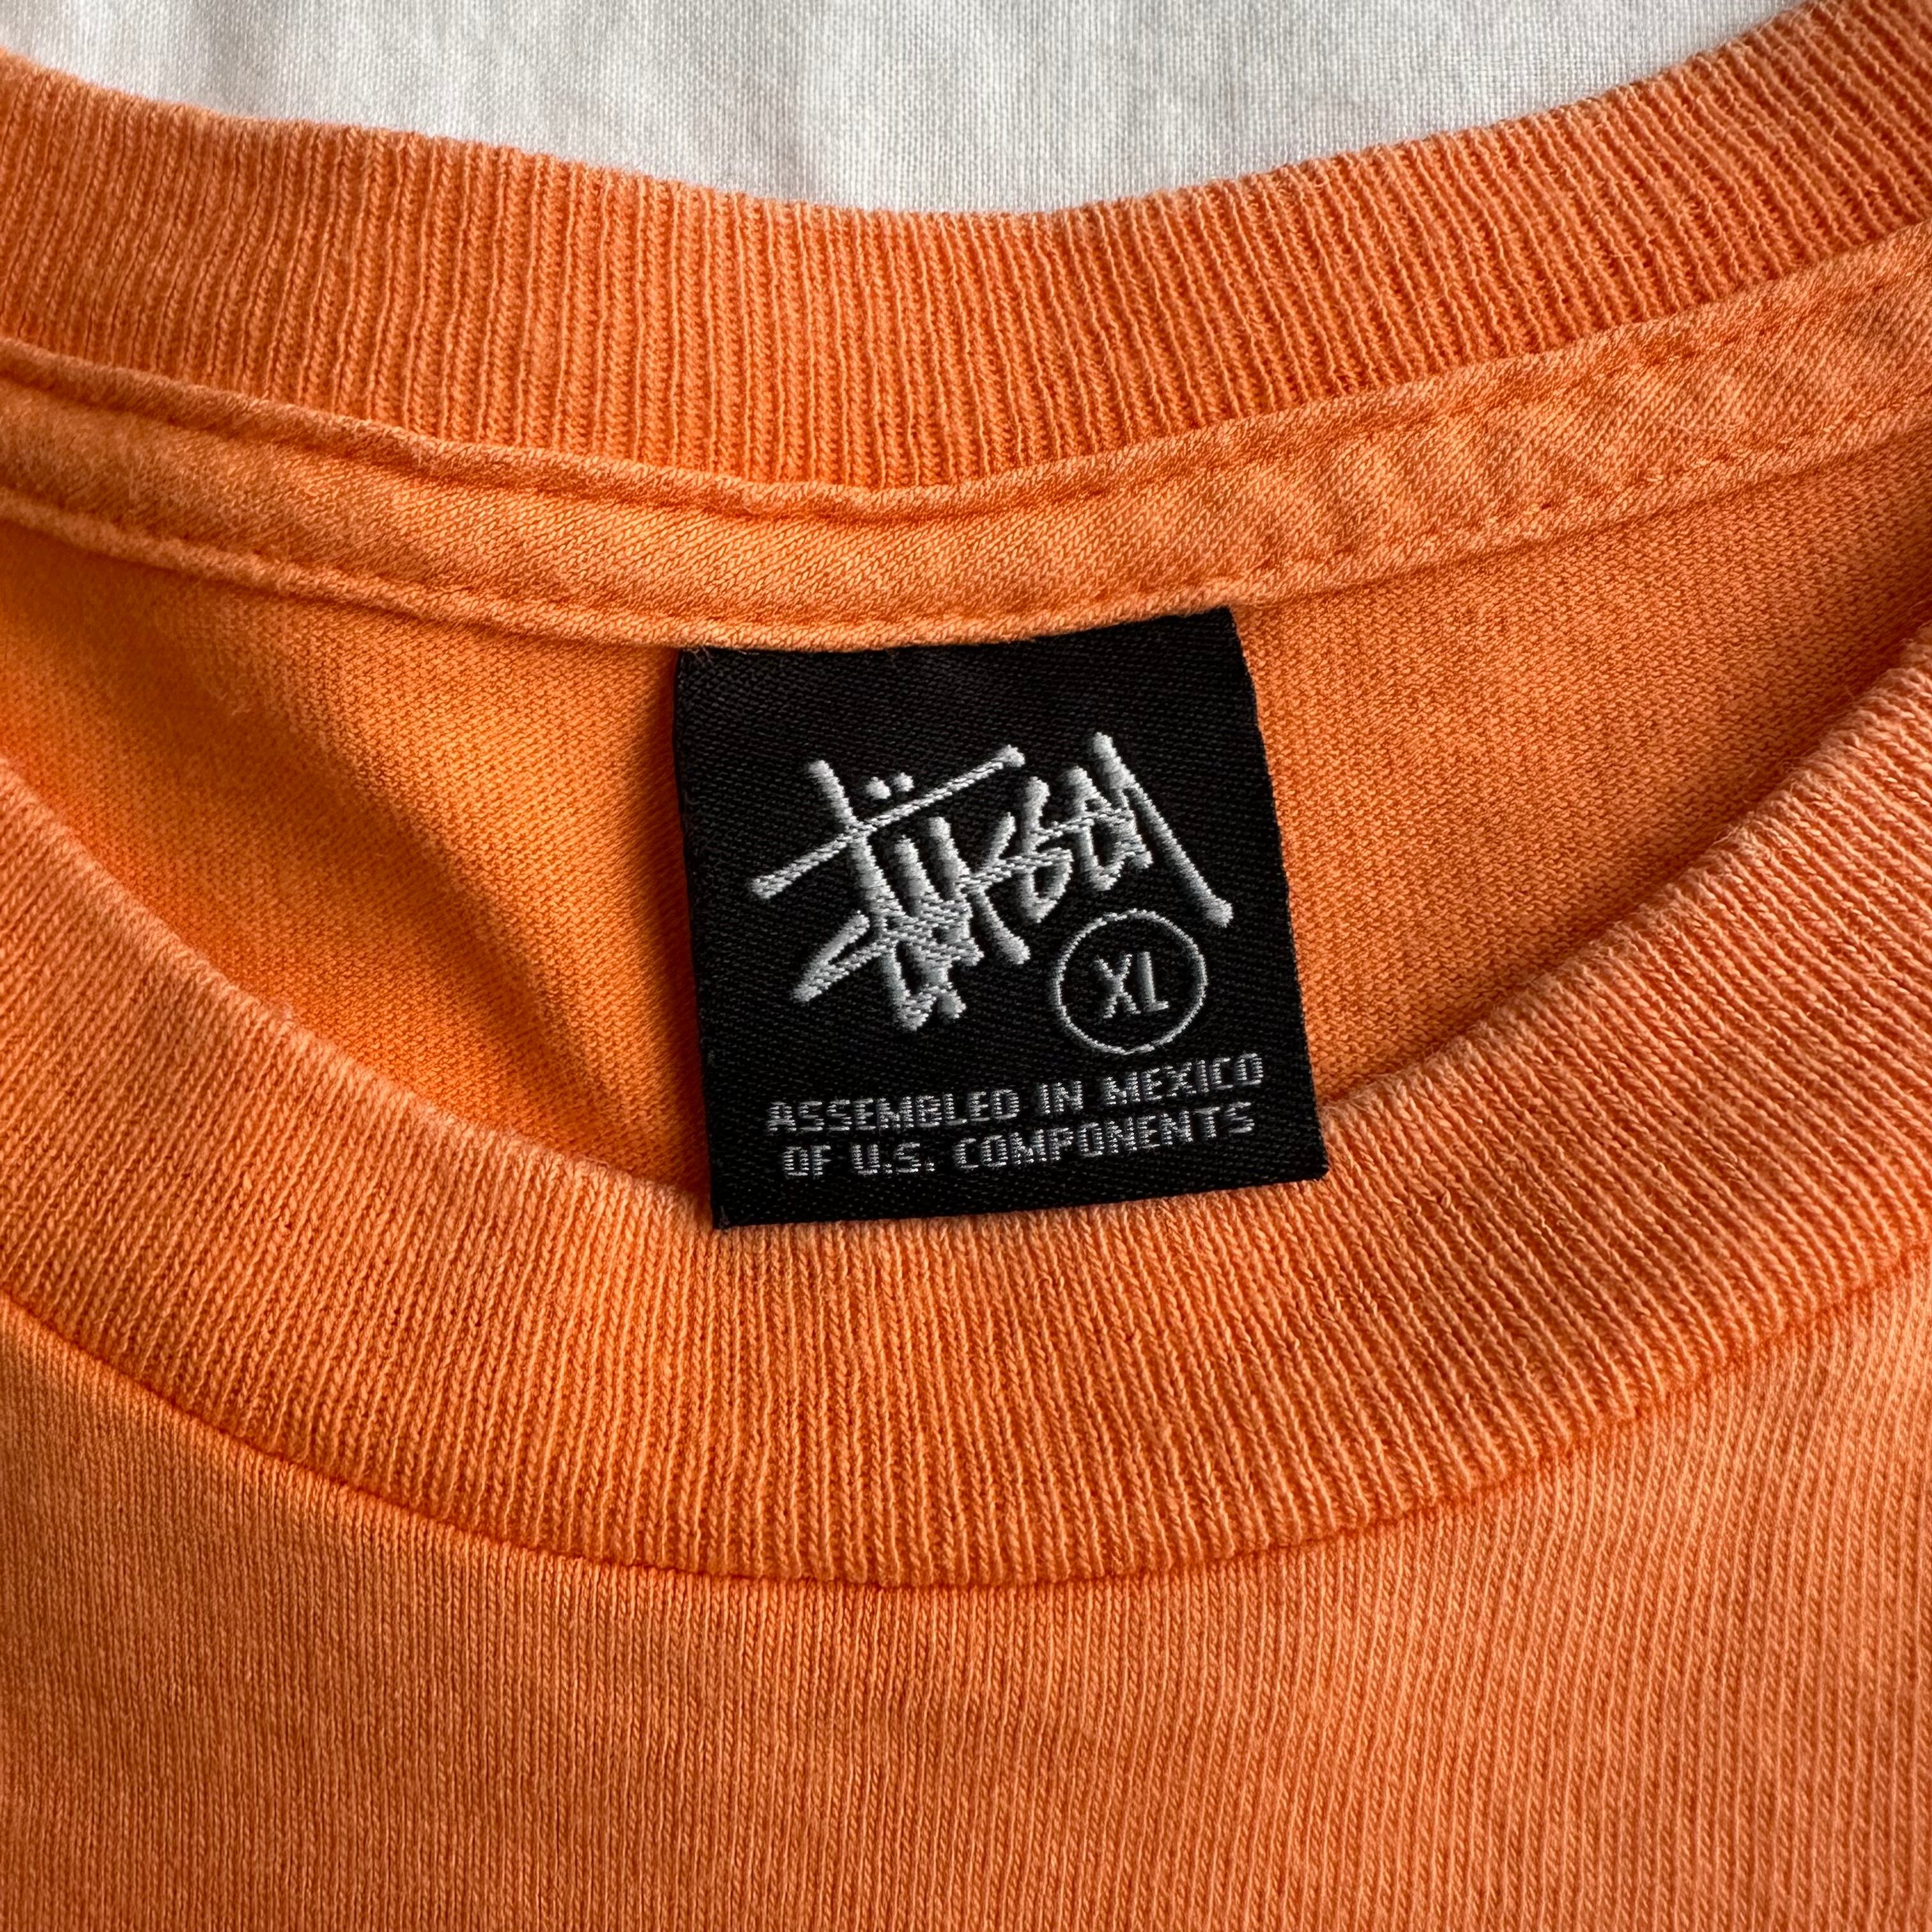 Stüssy
XL
ASSEMBLED IN MEXICO
OF U.S. COMPONENTS